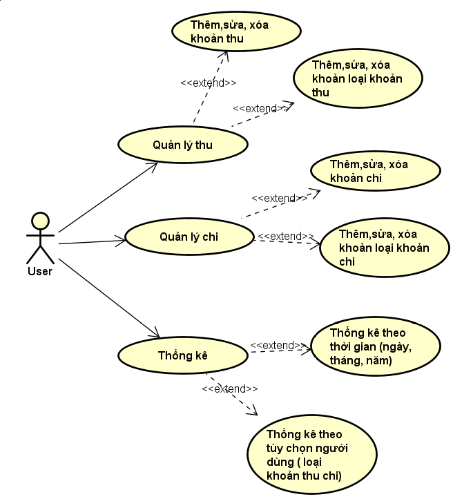 Thêm,sửa, xóa
khoản thu
<<extend>>
Thêm,sửa, xóa
khoản loại khoản
thu
<<extend>>
Quản lý thu
Thêm,sửa, xóa
khoản chi
<<extend>>
Quản lý chi
<<extend>>
Thêm,sửa, xóa
khoản loại khoản
chi
User
Thống kê
<<extend>>
Thống kê theo
thời gian (ngày,
tháng, năm)
<<extend>>
Thống kê theo
tùy chọn người
dùng ( loại
khoản thu chi)